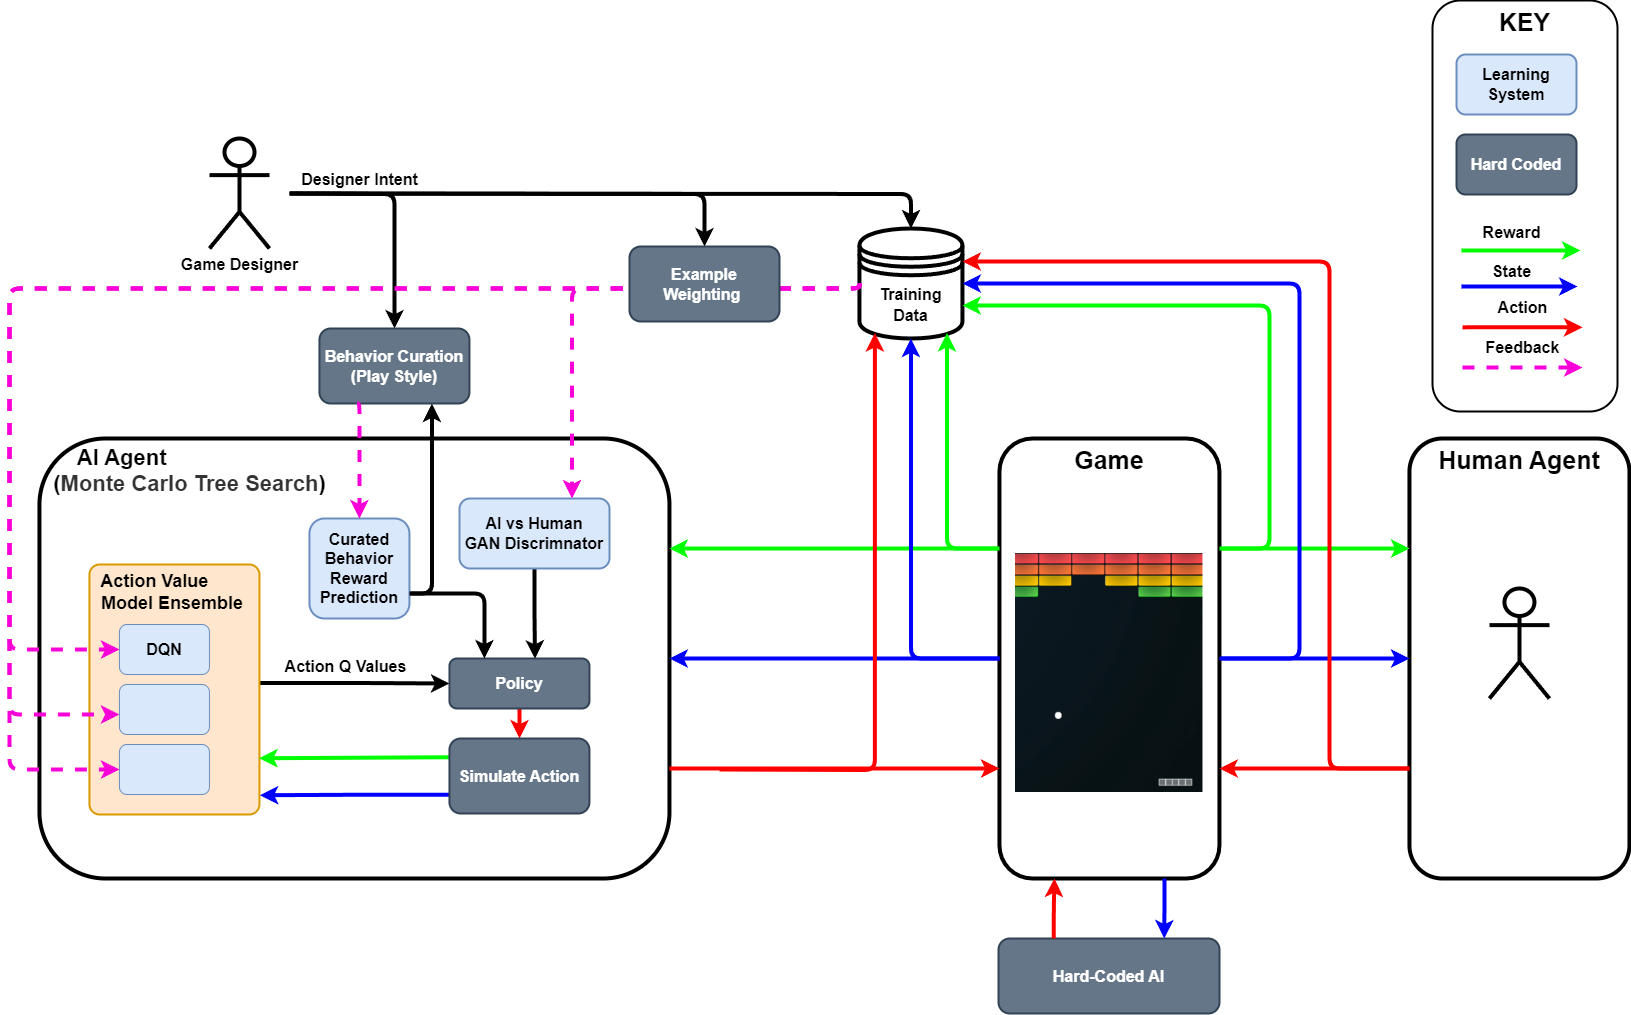 KEY
Learning
System
Hard Coded
Reward
State
Action
Feedback
Designer Intent
Game Designer
Example
Weighting
Training
Data
Behavior Curation
(Play Style)
AI Agent
(Monte Carlo Tree Search)
Game
Human Agent
AI vs Human
GAN Discrimnator
Curated
Behavior
Reward
Prediction
Action Value
Model Ensemble
DQN
Action Q Values
Policy
Simulate Action
Hard-Coded AI